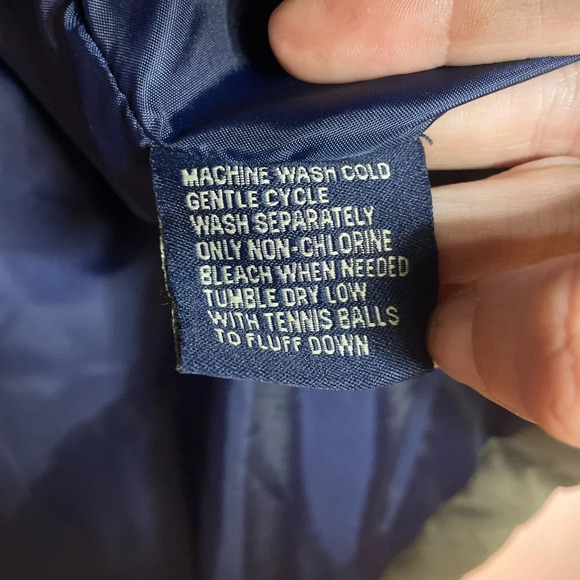 MACHINE WASH COLD
GENTLE CYCLE
WASH SEPARATELY
ONLY NON-CHLORINE
BLEACH WHEN NEEDED
TUMBLE DRY LOW
WITH TENNIS BALLS
TO FLUFF DOWN